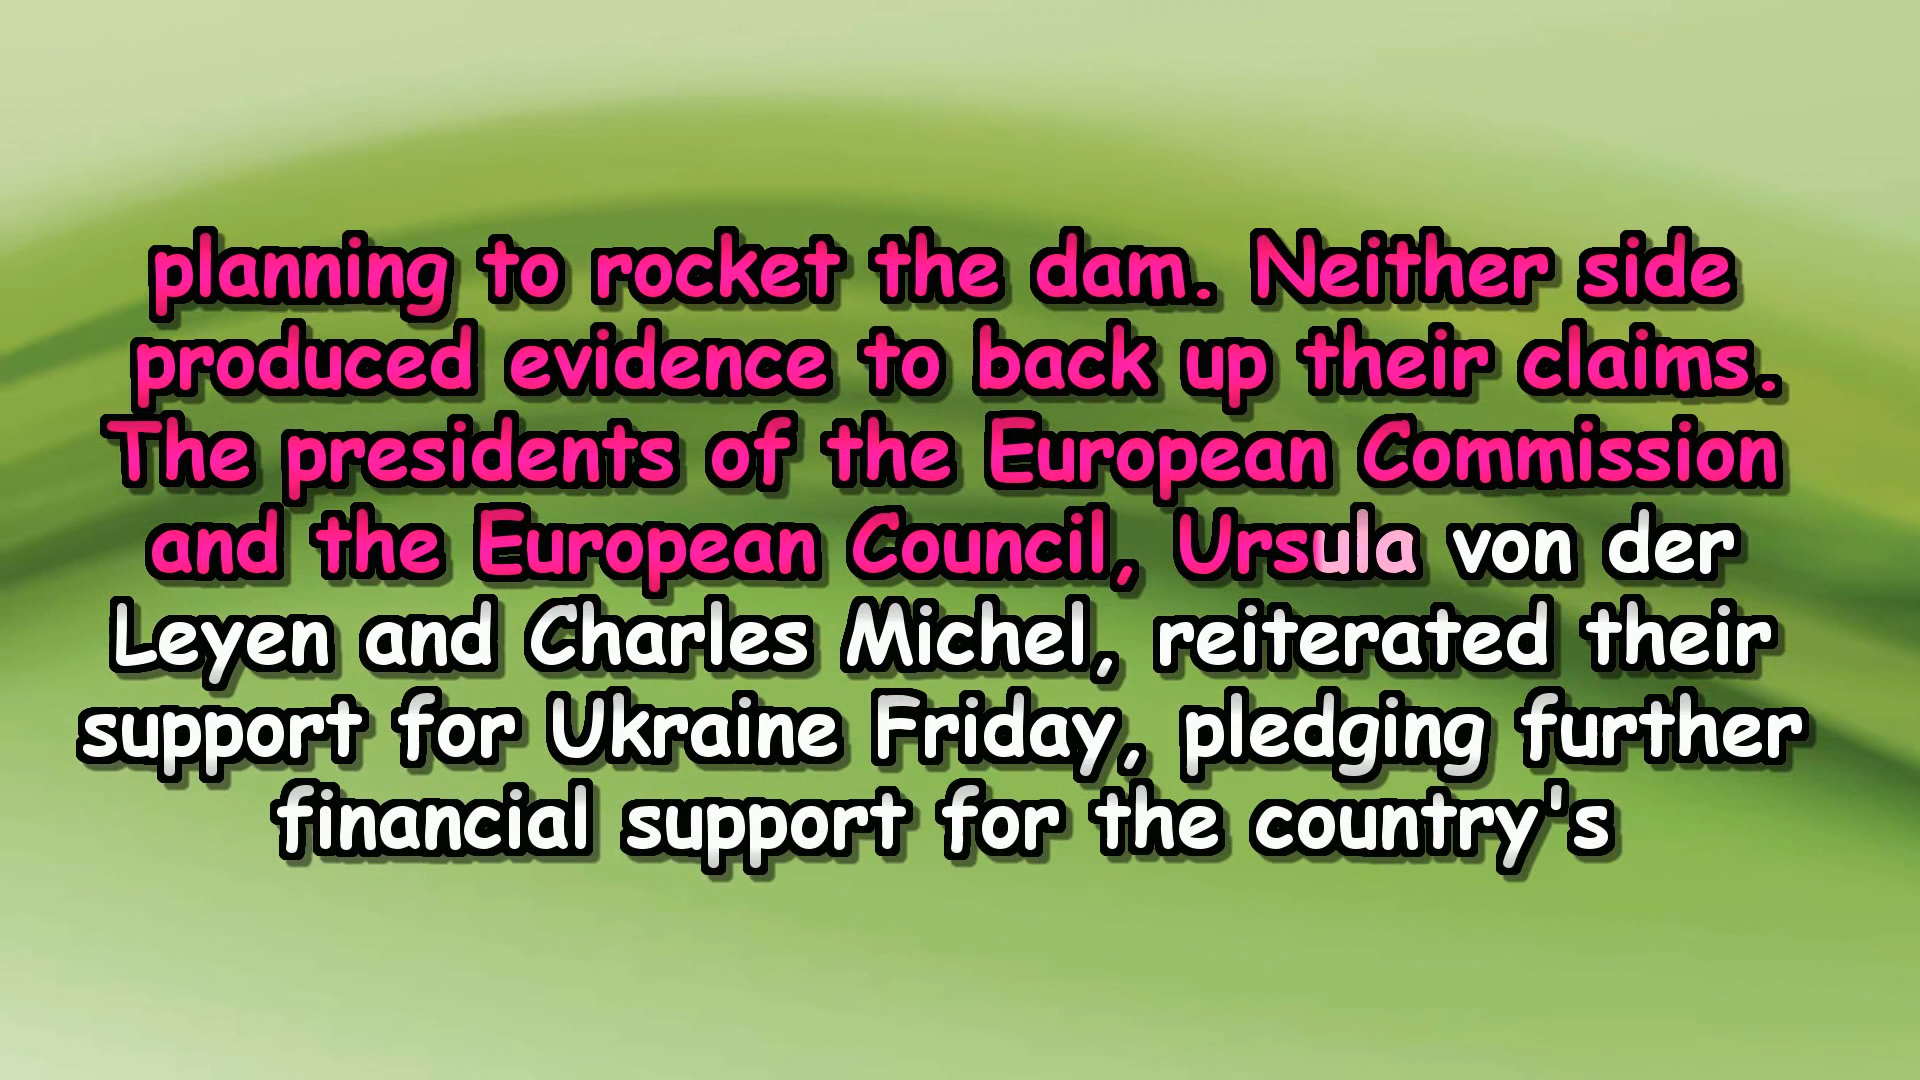 planning to rocket the dam. Neither side
produced evidence to back up their claims.
The presidents of the European Commission
and the European Council, Ursula von der
Leyen and Charles Michel, reiterated their
support for Ukraine Friday, pledging further
financial support for the country's